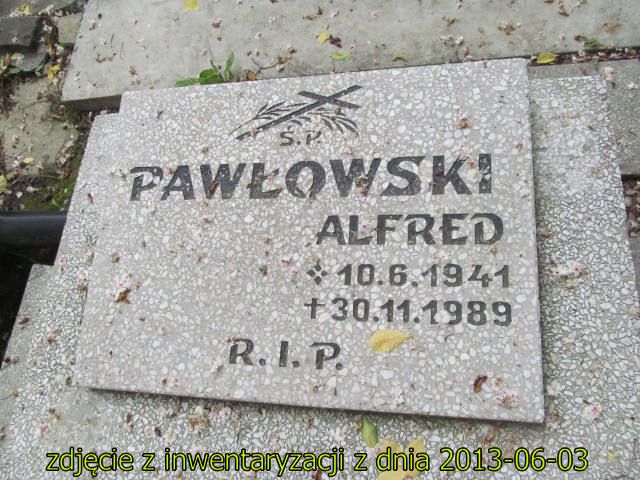 Ś.P.
PAWŁOWSKI
ALFRED
10.6.1941
30.11.1989
R.I.P.
zdjęcie z inwentaryzacji z dnia 2013-06-03